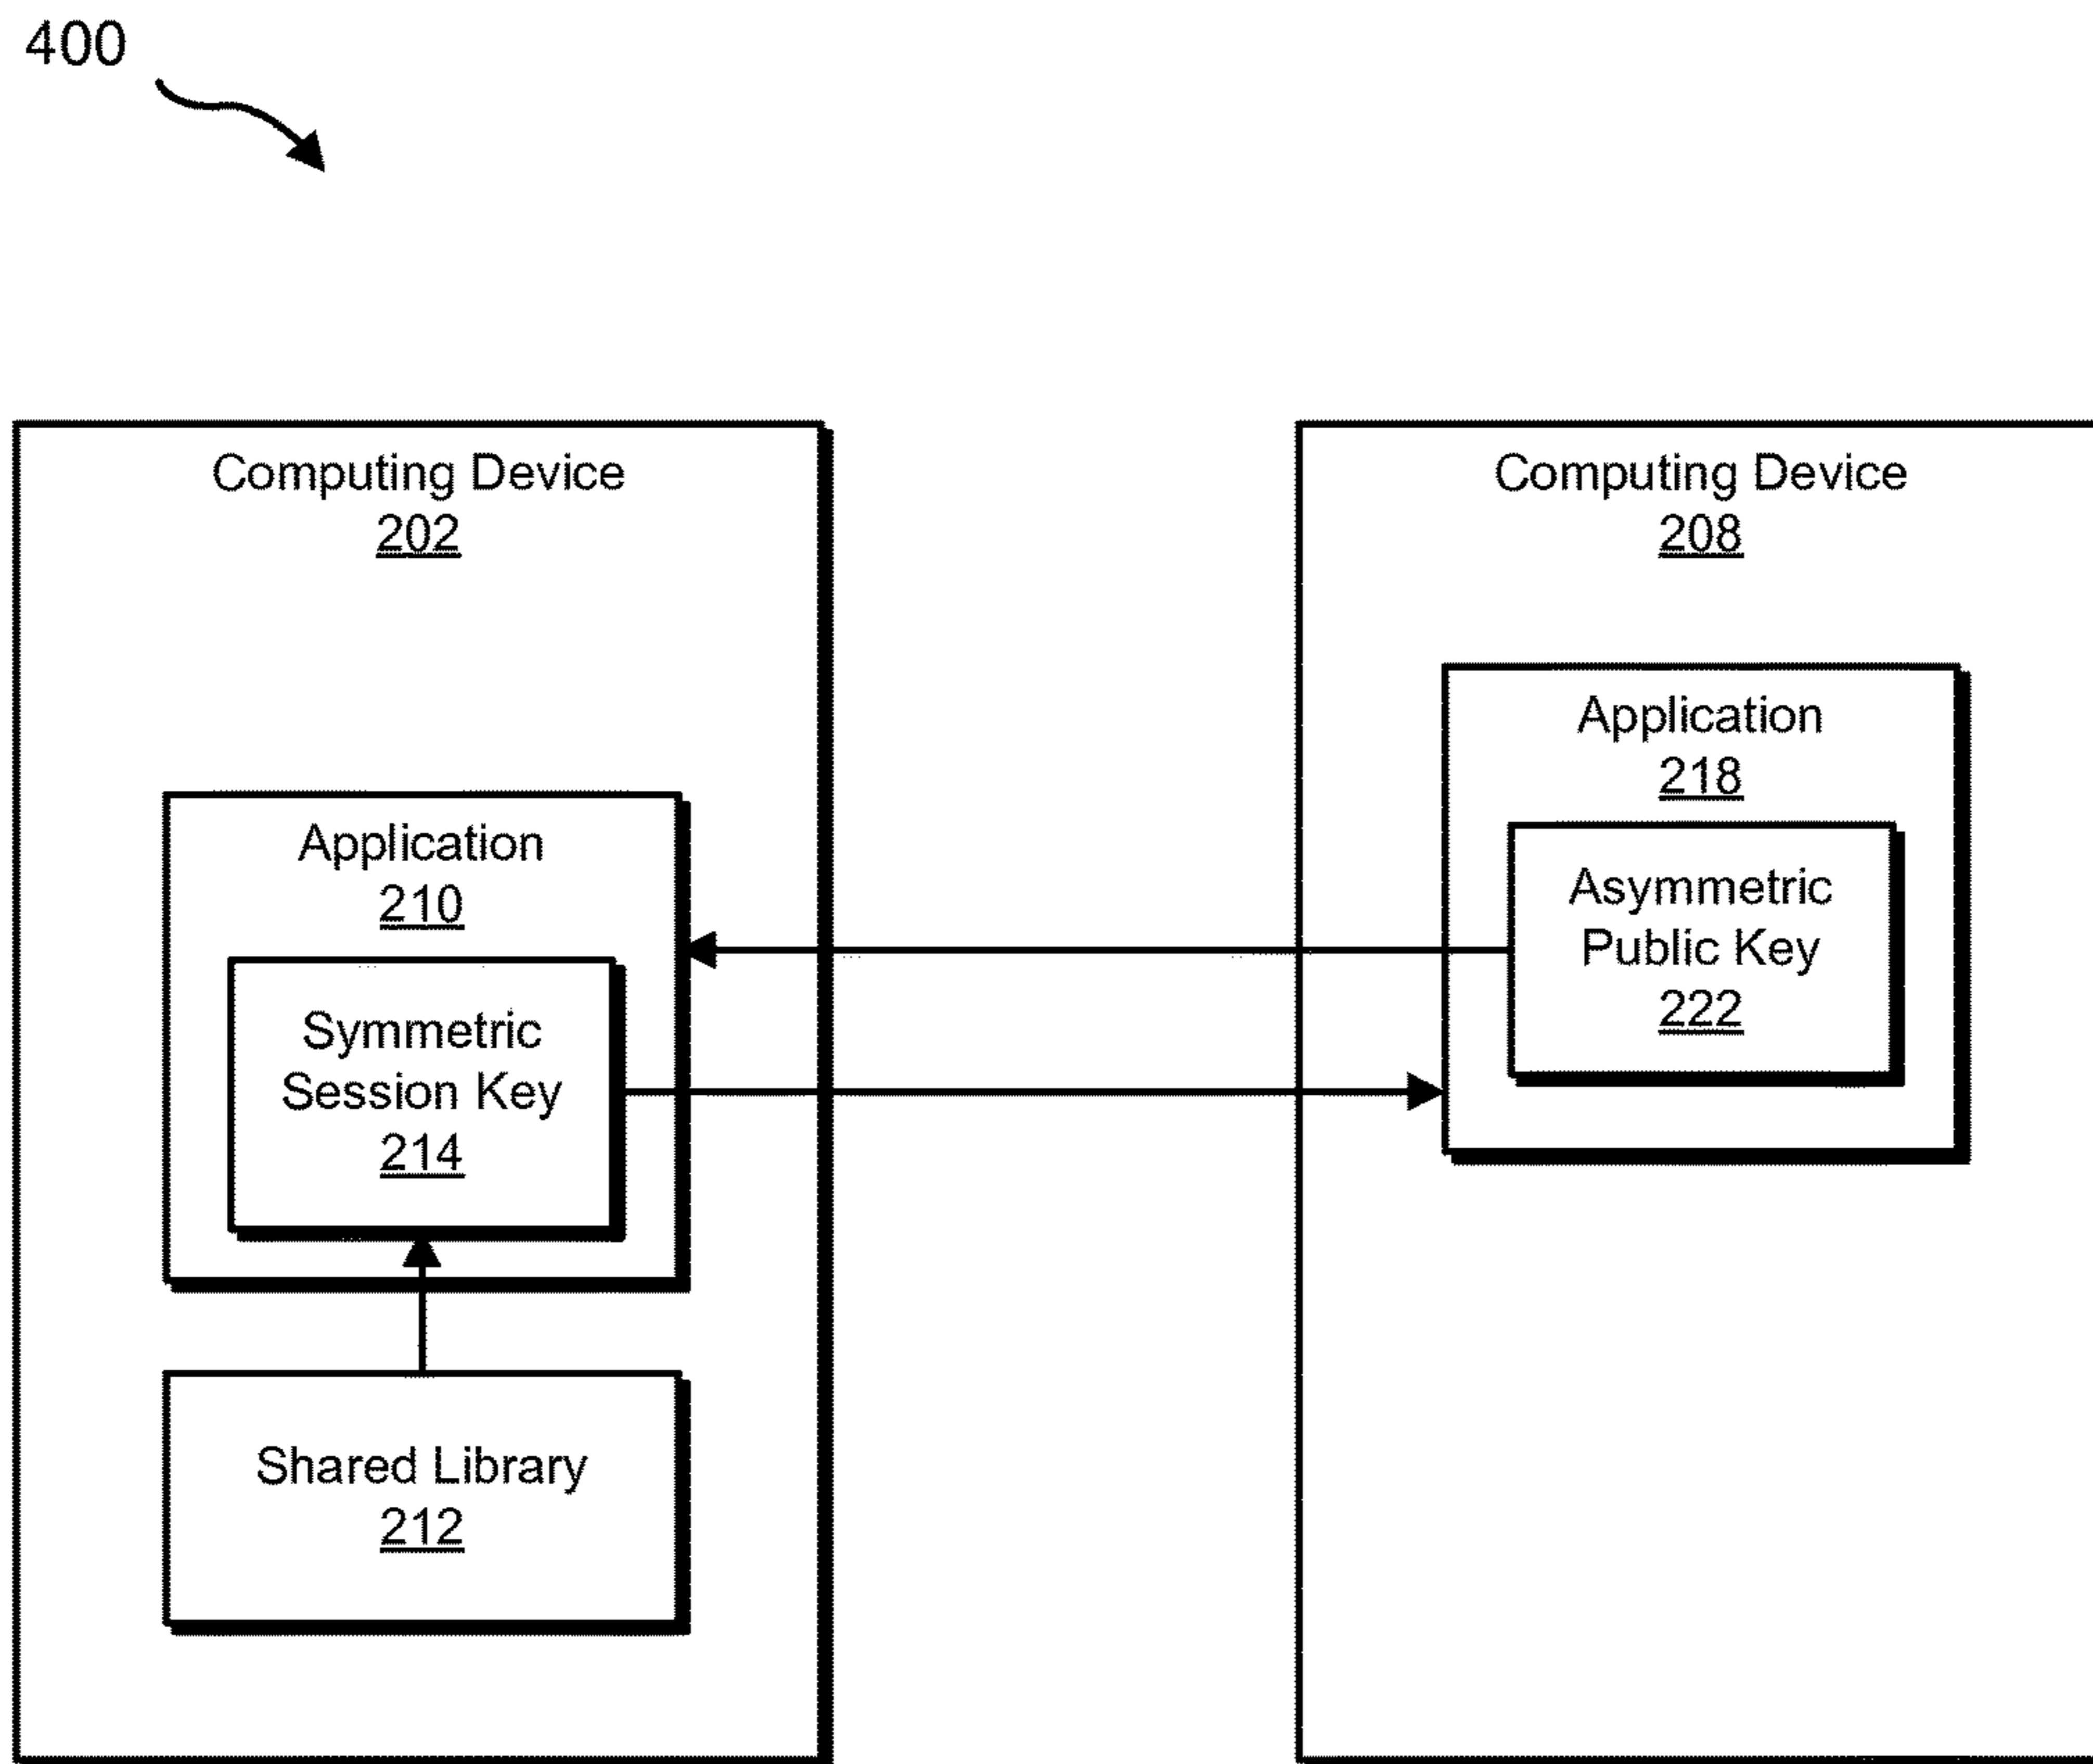 400
Computing Device
202
Computing Device
208
Application
218
Asymmetric
Public Key
222
Application
210
Symmetric
Session Key
214
Shared Library
212